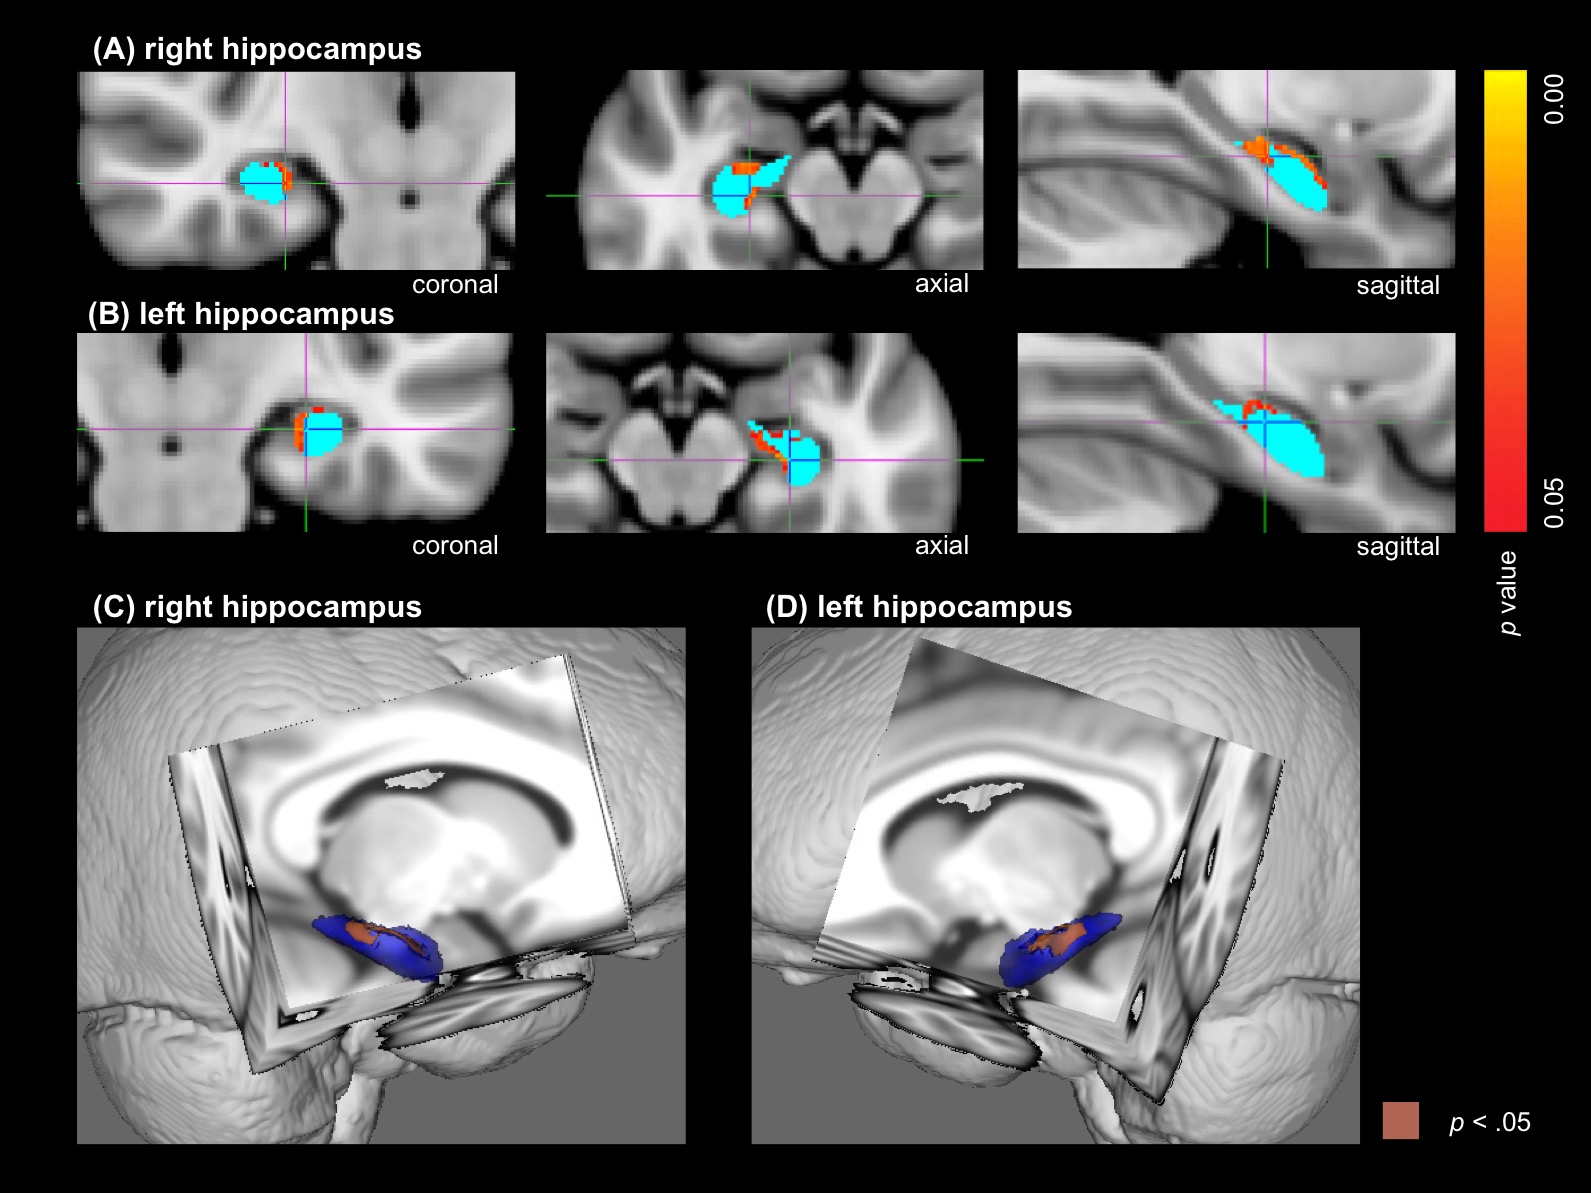 (A) right hippocampus
coronal
axial
sagittal
(B) left hippocampus
coronal
axial
sagittal
0.00
0.05
p value
(C) right hippocampus
(D) left hippocampus
p < .05